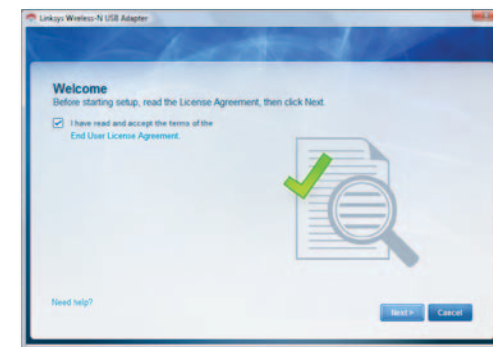 Linksys Wireless-N USB Adapter
Welcome
Before starting setup, read the License Agreement, then click Next.
I have read and accept the terms of the
End User License Agreement.
Need help?
Next >
Cancel